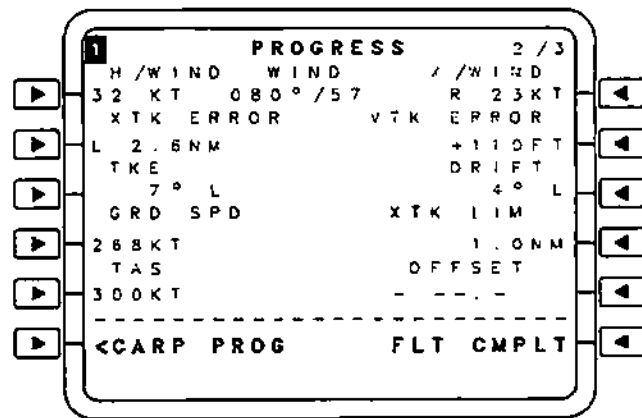 1 PROGRESS 2 / 3
H / WIND WIND X / WIND
32 KT 080° / 57 R 23KT
XTK ERROR VTK ERROR
L 2.6NM +110FT
TKE DRIFT
7° L 4° L
GRD SPD XTK LIM
268KT 1.0NM
TAS OFFSET
300KT - --.-
<CARP PROG FLT CMPLT